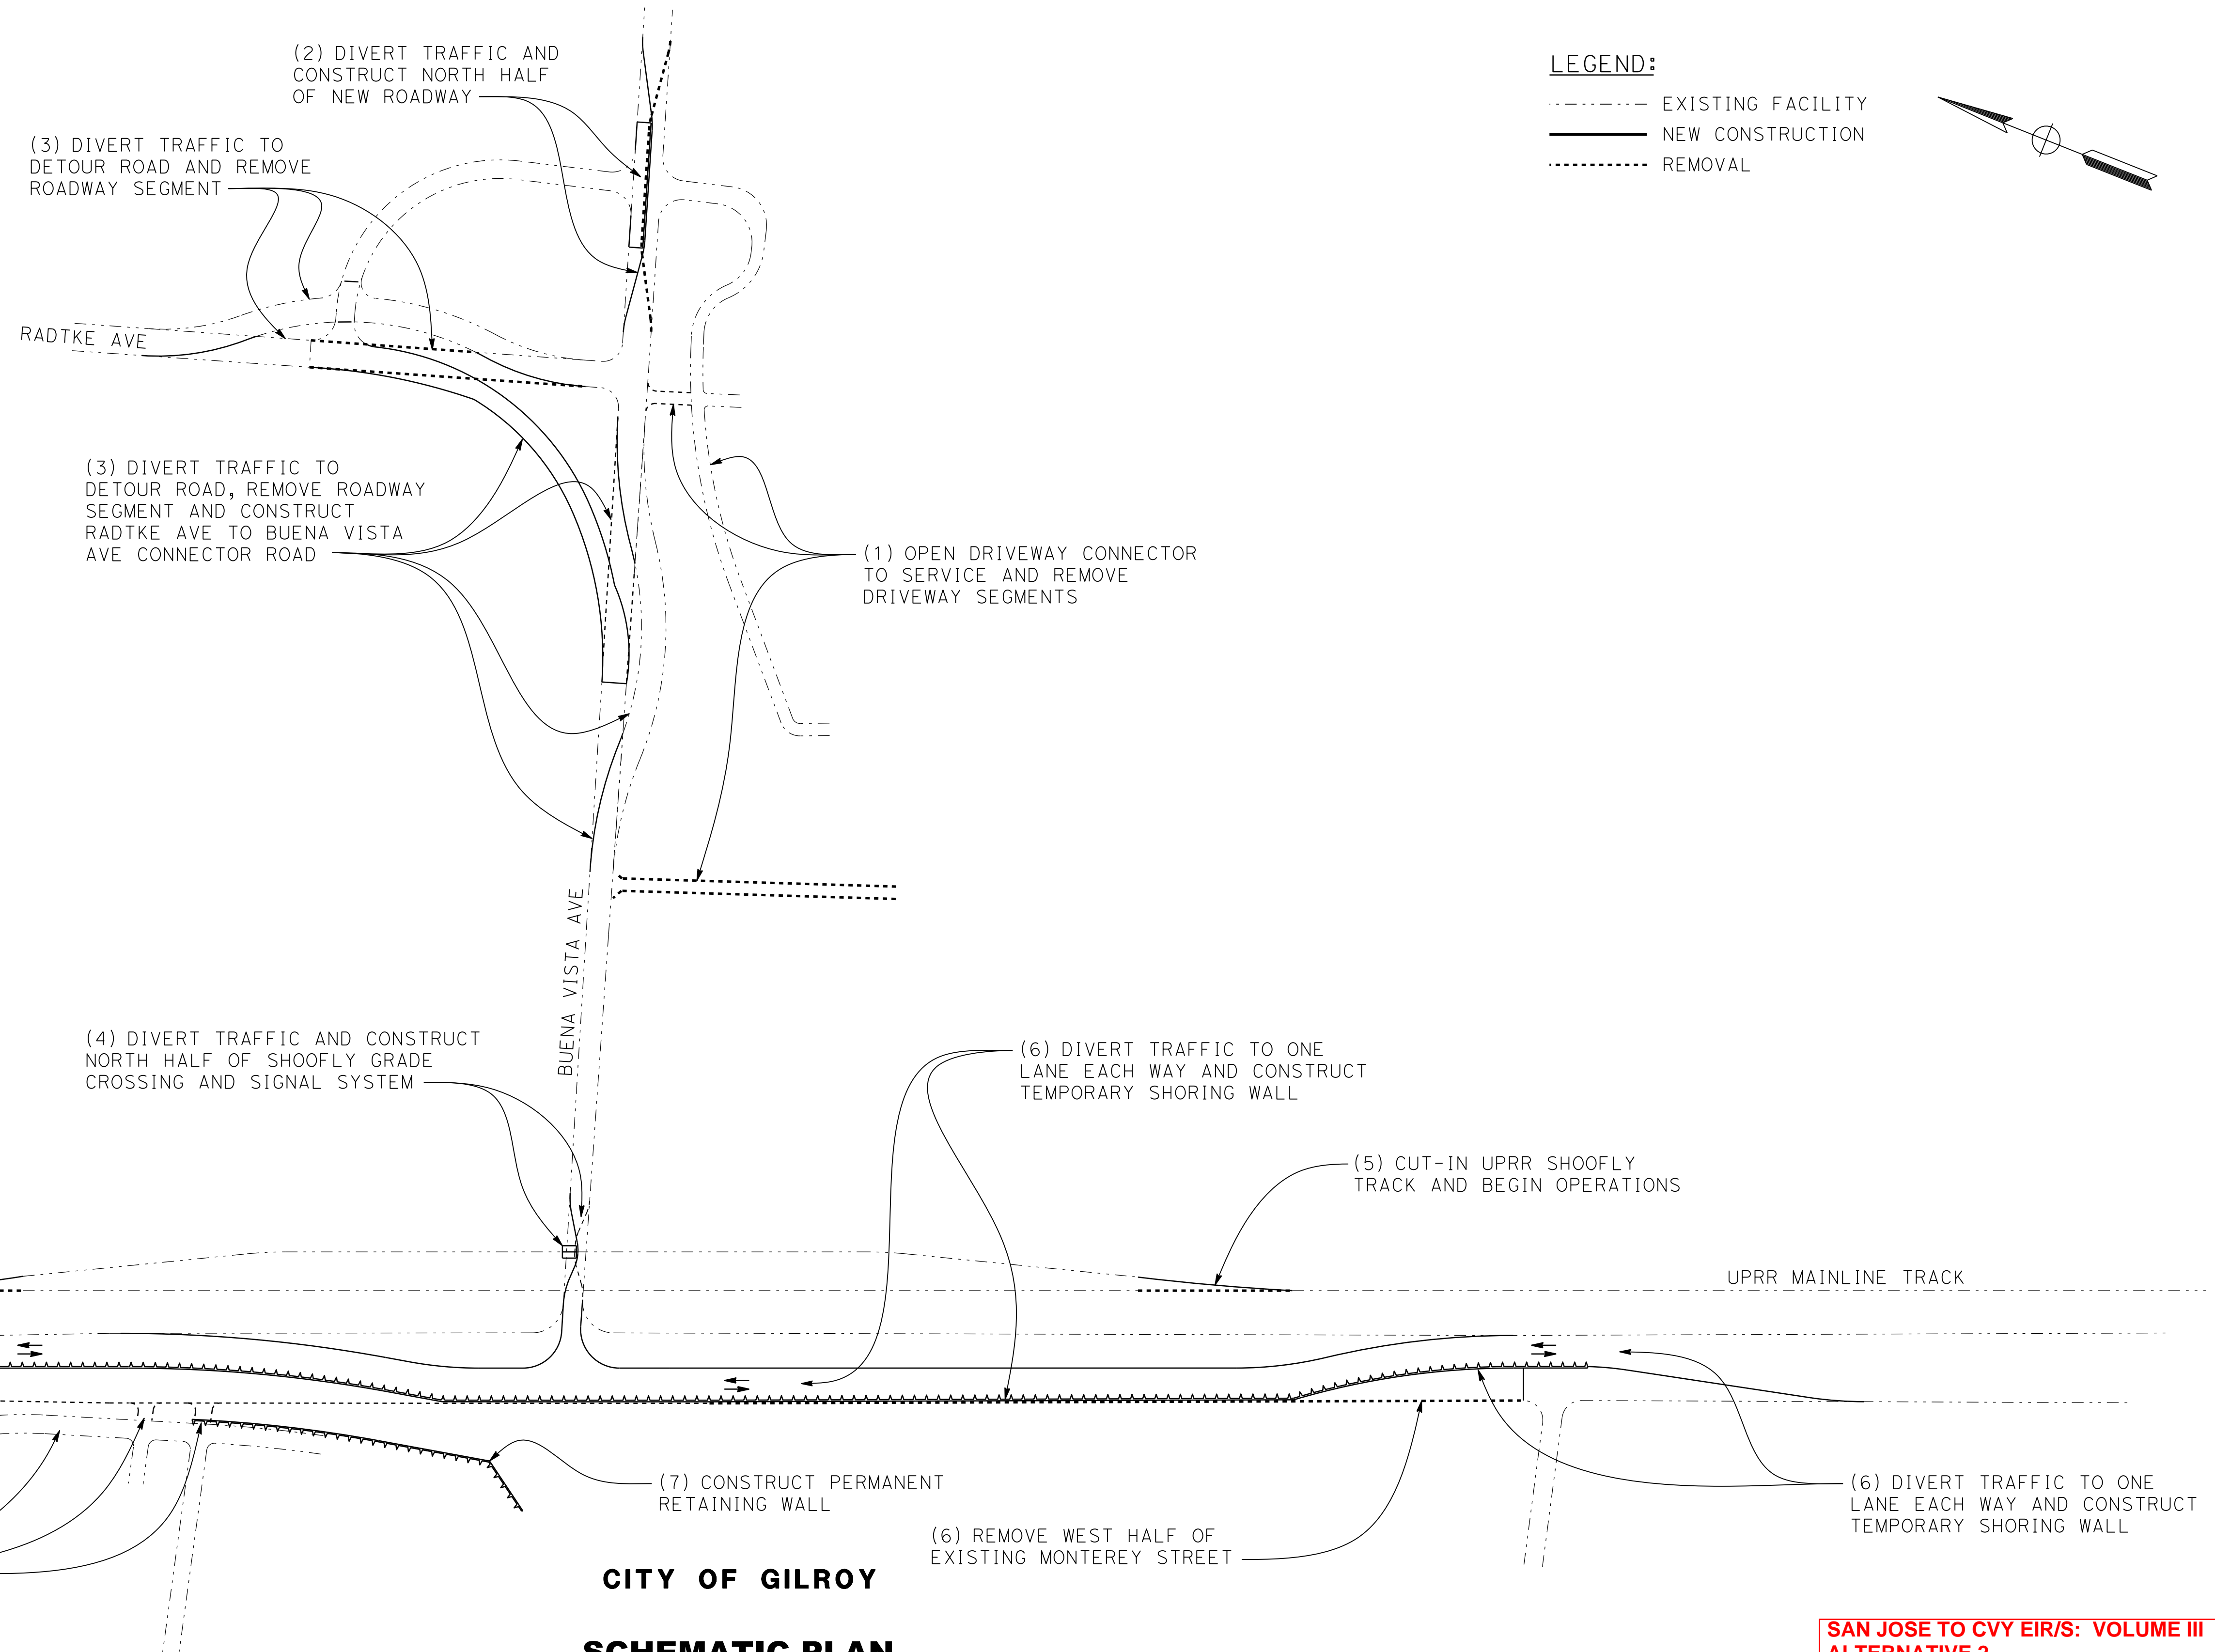 (2) DIVERT TRAFFIC AND
CONSTRUCT NORTH HALF
OF NEW ROADWAY
LEGEND:
EXISTING FACILITY
NEW CONSTRUCTION
REMOVAL
(3) DIVERT TRAFFIC TO
DETOUR ROAD AND REMOVE
ROADWAY SEGMENT
RADTKE AVE
(3) DIVERT TRAFFIC TO
DETOUR ROAD, REMOVE ROADWAY
SEGMENT AND CONSTRUCT
RADTKE AVE TO BUENA VISTA
AVE CONNECTOR ROAD
(1) OPEN DRIVEWAY CONNECTOR
TO SERVICE AND REMOVE
DRIVEWAY SEGMENTS
BUENA VISTA AVE
(4) DIVERT TRAFFIC AND CONSTRUCT
NORTH HALF OF SHOOFLY GRADE
CROSSING AND SIGNAL SYSTEM
(6) DIVERT TRAFFIC TO ONE
LANE EACH WAY AND CONSTRUCT
TEMPORARY SHORING WALL
(5) CUT-IN UPRR SHOOFLY
TRACK AND BEGIN OPERATIONS
UPRR MAINLINE TRACK
(7) CONSTRUCT PERMANENT
RETAINING WALL
(6) REMOVE WEST HALF OF
EXISTING MONTEREY STREET
(6) DIVERT TRAFFIC TO ONE
LANE EACH WAY AND CONSTRUCT
TEMPORARY SHORING WALL
CITY OF GILROY
SCHEMATIC PLAN
SAN JOSE TO CVY EIR/S: VOLUME III
ALTERNATIVE 2